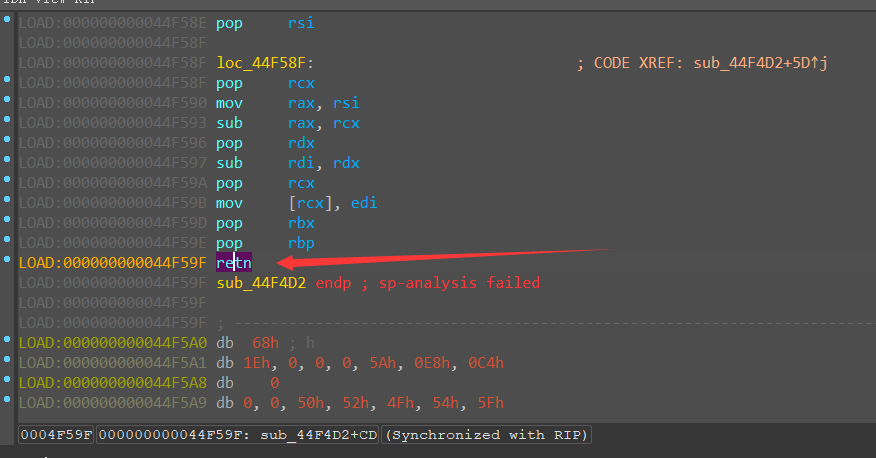 LOAD:000000000044F58E pop rsi
LOAD:000000000044F58F
LOAD:000000000044F58F loc_44F58F: ; CODE XREF: sub_44F4D2+5D↑j
LOAD:000000000044F58F pop rcx
LOAD:000000000044F590 mov rax, rsi
LOAD:000000000044F593 sub rax, rcx
LOAD:000000000044F596 pop rdx
LOAD:000000000044F597 sub rdi, rdx
LOAD:000000000044F59A pop rcx
LOAD:000000000044F59B mov [rcx], edi
LOAD:000000000044F59D pop rbx
LOAD:000000000044F59E pop rbp
LOAD:000000000044F59F retn
LOAD:000000000044F59F sub_44F4D2 endp ; sp-analysis failed
LOAD:000000000044F59F
LOAD:000000000044F59F ; ---------------------------------------------------------------------------
LOAD:000000000044F5A0 db 68h ; h
LOAD:000000000044F5A1 db 1Eh, 0, 0, 0, 5Ah, 0E8h, 0C4h
LOAD:000000000044F5A8 db 0
LOAD:000000000044F5A9 db 0, 0, 50h, 52h, 4Fh, 54h, 5Fh
0004F59F 000000000044F59F: sub_44F4D2+CD (Synchronized with RIP)